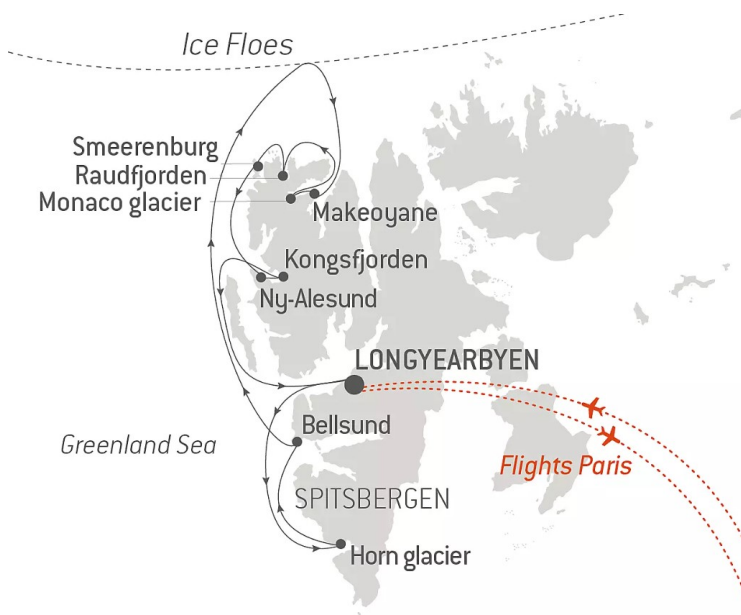 Ice Floes
Smeerenburg
Raudfjorden
Monaco glacier
Makeoyane
Kongsfjorden
Ny-Alesund
LONGYEARBYEN
Bellsund
Greenland Sea
Flights Paris
SPITSBERGEN
Horn glacier